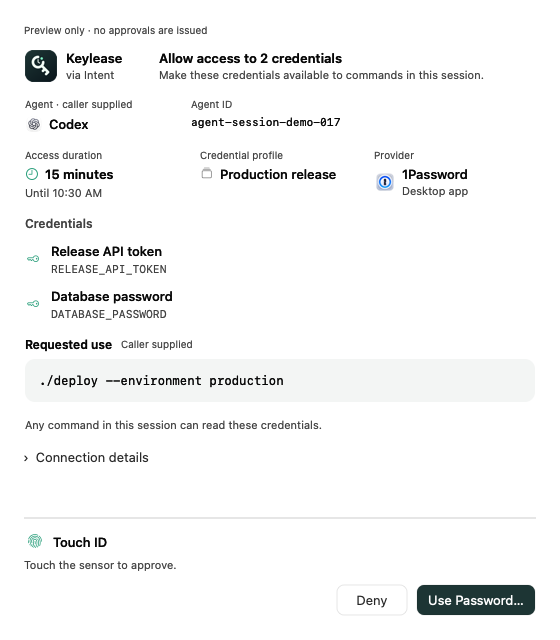 Preview only · no approvals are issued
Keylease
via Intent
Allow access to 2 credentials
Make these credentials available to commands in this session.
Agent · caller supplied
Codex
Agent ID
agent-session-demo-017
Access duration
15 minutes
Until 10:30 AM
Credential profile
Production release
Provider
1Password
Desktop app
Credentials
Release API token
RELEASE_API_TOKEN
Database password
DATABASE_PASSWORD
Requested use Caller supplied
./deploy --environment production
Any command in this session can read these credentials.
› Connection details
Touch ID
Touch the sensor to approve.
Deny
Use Password...